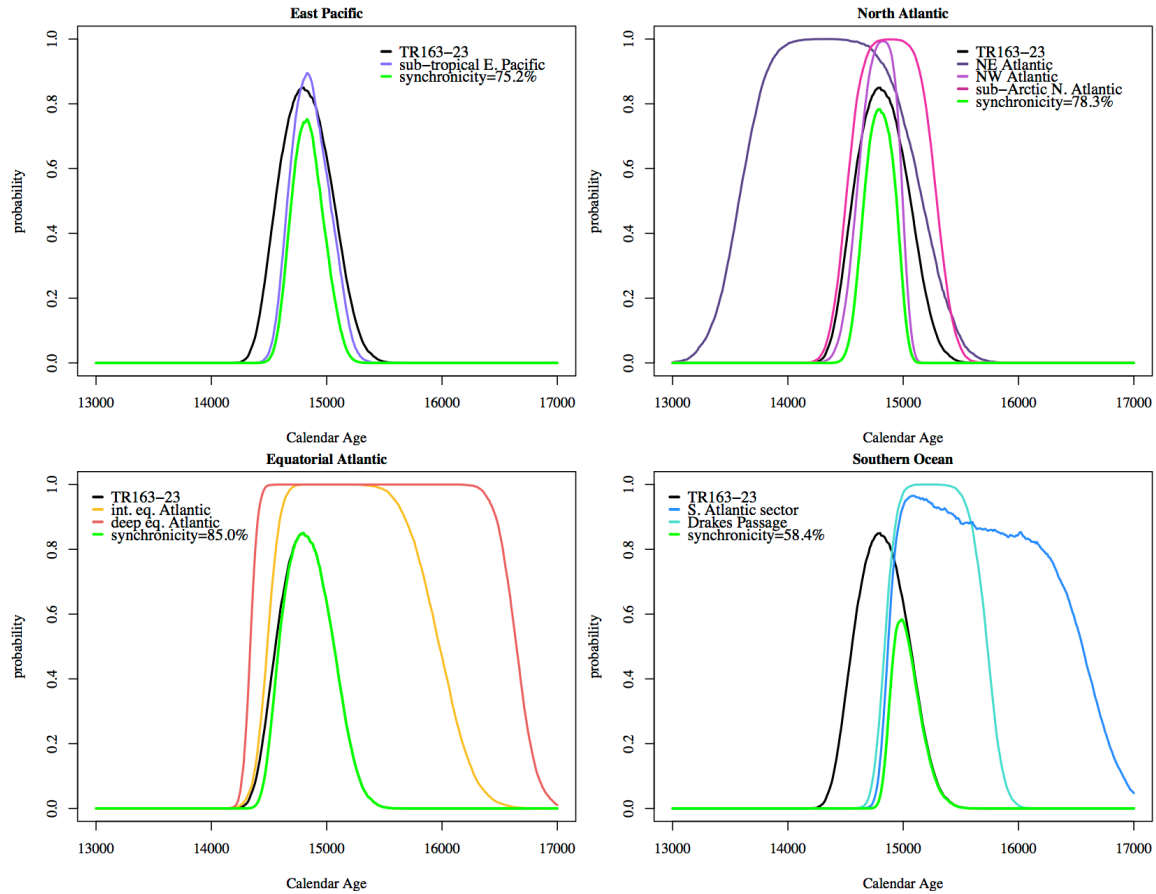 East Pacific
TR163-23
sub-tropical E. Pacific
synchronicity=75.2%
probability
0.0
0.2
0.4
0.6
0.8
1.0
13000 14000 15000 16000 17000
Calendar Age
North Atlantic
TR163-23
NE Atlantic
NW Atlantic
sub-Arctic N. Atlantic
synchronicity=78.3%
probability
0.0
0.2
0.4
0.6
0.8
1.0
13000 14000 15000 16000 17000
Calendar Age
Equatorial Atlantic
TR163-23
int. eq. Atlantic
deep eq. Atlantic
synchronicity=85.0%
probability
0.0
0.2
0.4
0.6
0.8
1.0
13000 14000 15000 16000 17000
Calendar Age
Southern Ocean
TR163-23
S. Atlantic sector
Drakes Passage
synchronicity=58.4%
probability
0.0
0.2
0.4
0.6
0.8
1.0
13000 14000 15000 16000 17000
Calendar Age